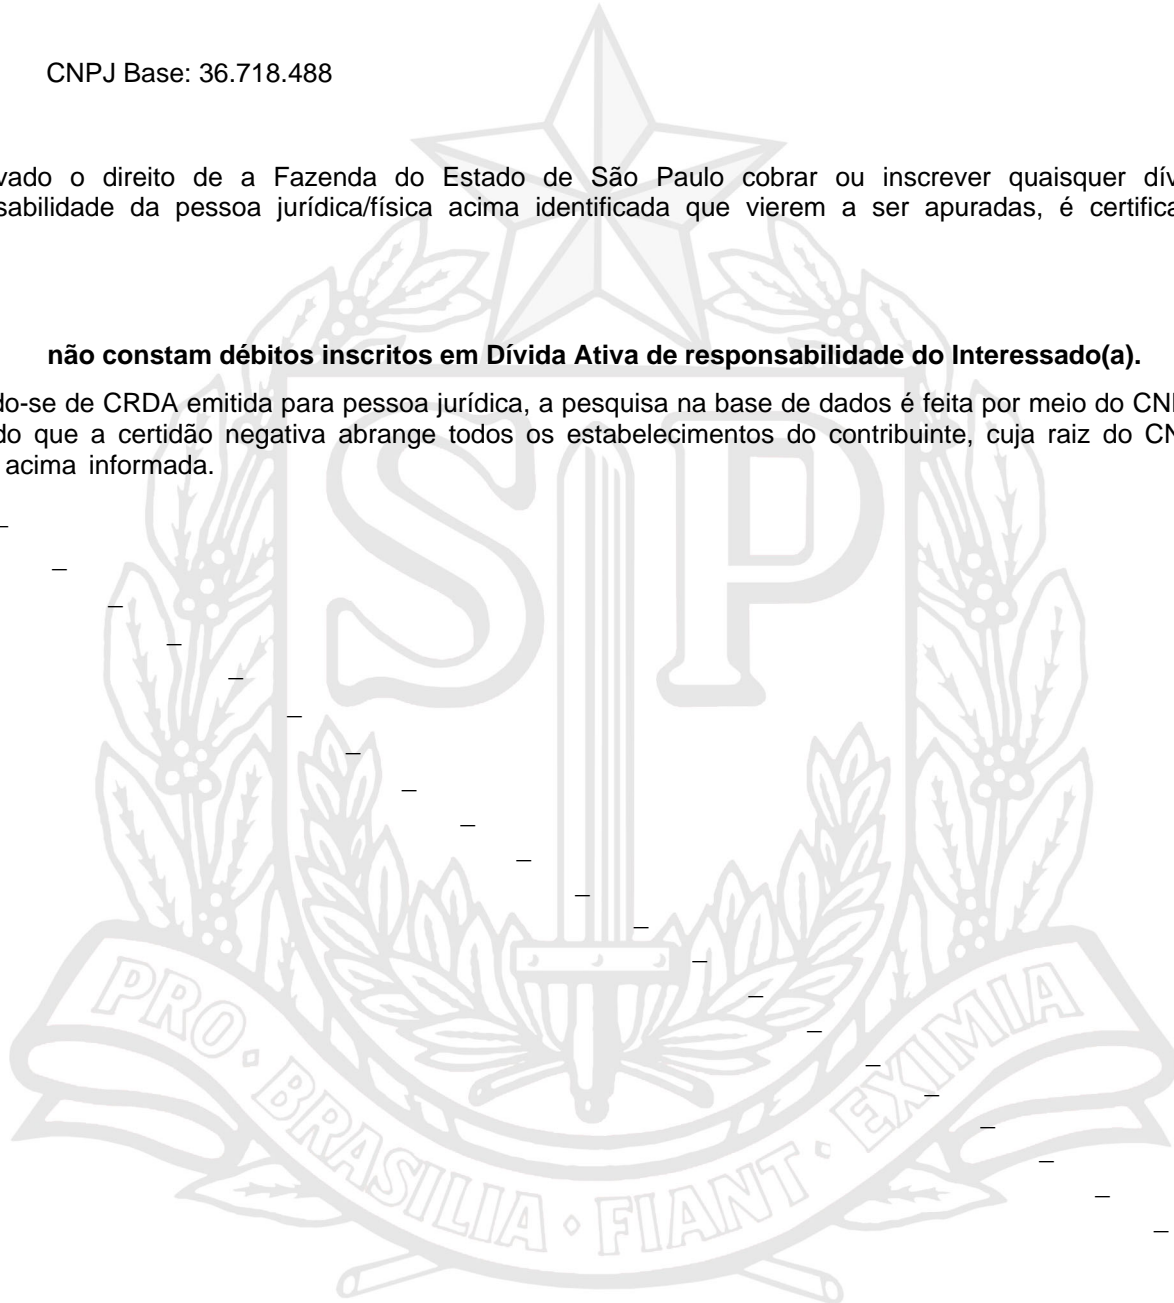 CNPJ Base: 36.718.488
vado o direito de a Fazenda do Estado de São Paulo cobrar ou inscrever quaisquer dív
sabilidade da pessoa jurídica/física acima identificada que vierem a ser apuradas, é certifica
não constam débitos inscritos em Dívida Ativa de responsabilidade do Interessado(a).
do-se de CRDA emitida para pessoa jurídica, a pesquisa na base de dados é feita por meio do CN
do que a certidão negativa abrange todos os estabelecimentos do contribuinte, cuja raiz do CN
acima informada.
SP
PRO · BRASILIA · FIANT · EXIMIA